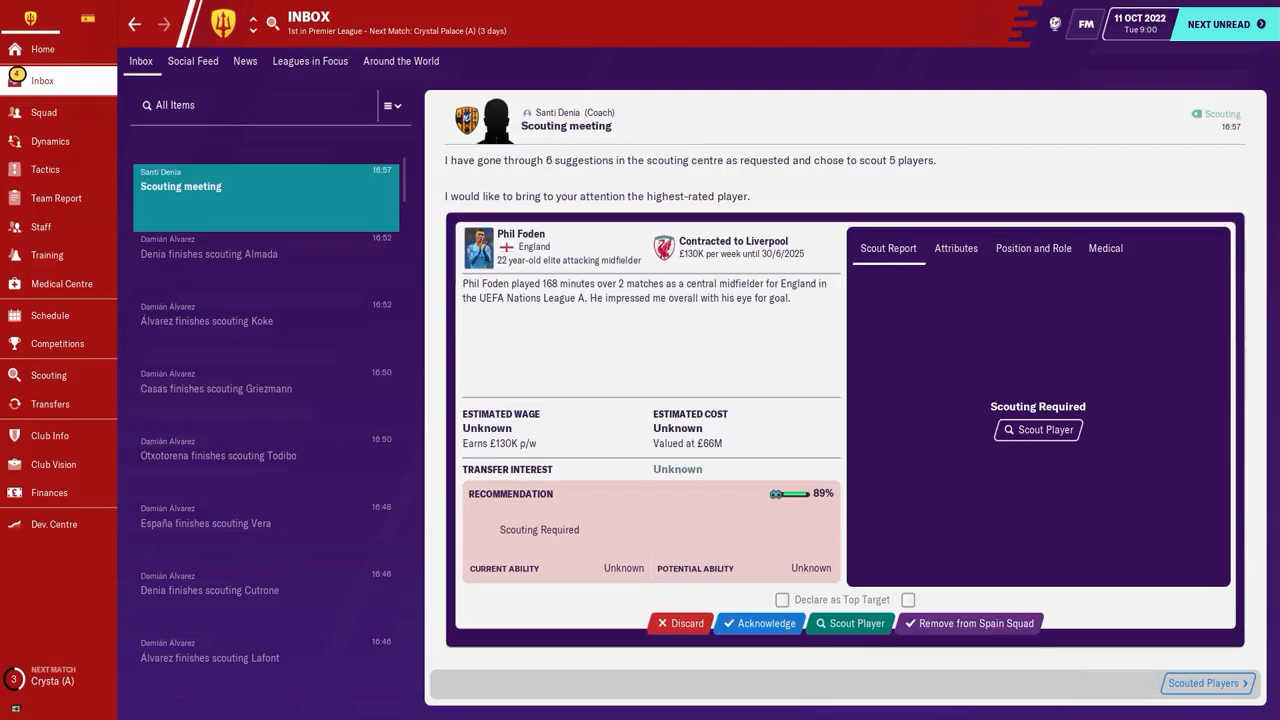 INBOX
1st in Premier League - Next Match: Crystal Palace (A) (3 days)
FM
11 OCT 2022
Tue 9:00
NEXT UNREAD
Home
4
Inbox
Squad
Dynamics
Tactics
Team Report
Staff
Training
Medical Centre
Schedule
Competitions
Scouting
Transfers
Club Info
Club Vision
Finances
Dev. Centre
3
NEXT MATCH
Crysta (A)
Inbox
Social Feed
News
Leagues in Focus
Around the World
All Items
Santi Denia
16:57
Scouting meeting
Damián Álvarez
16:52
Denia finishes scouting Almada
Damián Álvarez
16:52
Álvarez finishes scouting Koke
Damián Álvarez
16:50
Casas finishes scouting Griezmann
Damián Álvarez
16:50
Otxotorena finishes scouting Todibo
Damián Álvarez
16:48
España finishes scouting Vera
Damián Álvarez
16:46
Denia finishes scouting Cutrone
Damián Álvarez
16:46
Álvarez finishes scouting Lafont
Santi Denia (Coach)
Scouting meeting
Scouting
16:57
I have gone through 6 suggestions in the scouting centre as requested and chose to scout 5 players.
I would like to bring to your attention the highest-rated player.
Phil Foden
England
22 year-old elite attacking midfielder
Contracted to Liverpool
£130K per week until 30/6/2025
Phil Foden played 168 minutes over 2 matches as a central midfielder for England in
the UEFA Nations League A. He impressed me overall with his eye for goal.
ESTIMATED WAGE
Unknown
Earns £130K p/w
ESTIMATED COST
Unknown
Valued at £66M
TRANSFER INTEREST
Unknown
RECOMMENDATION
89%
Scouting Required
CURRENT ABILITY
Unknown
POTENTIAL ABILITY
Unknown
Scout Report
Attributes
Position and Role
Medical
Scouting Required
Scout Player
Declare as Top Target
Discard
Acknowledge
Scout Player
Remove from Spain Squad
Scouted Players